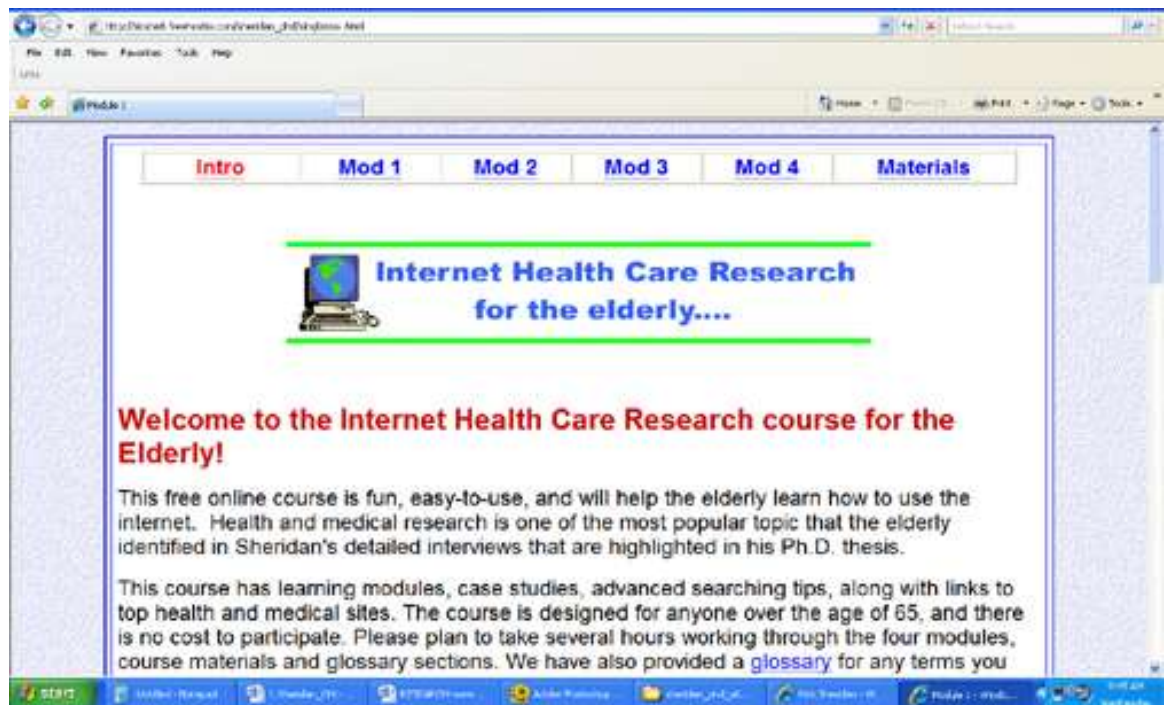 File Edit View Favorites Tools Help
Links
Module 1
Home Print Page Tools
Intro Mod 1 Mod 2 Mod 3 Mod 4 Materials
Internet Health Care Research
for the elderly....
Welcome to the Internet Health Care Research course for the
Elderly!
This free online course is fun, easy-to-use, and will help the elderly learn how to use the
internet. Health and medical research is one of the most popular topic that the elderly
identified in Sheridan's detailed interviews that are highlighted in his Ph.D. thesis.
This course has learning modules, case studies, advanced searching tips, along with links to
top health and medical sites. The course is designed for anyone over the age of 65, and there
is no cost to participate. Please plan to take several hours working through the four modules,
course materials and glossary sections. We have also provided a glossary for any terms you
start